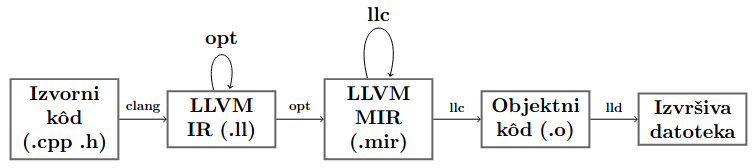 llc
opt
Izvorni
kôd
(.cpp .h)
clang
LLVM
IR (.ll)
opt
LLVM
MIR
(.mir)
llc
Objektni
kôd (.o)
lld
Izvršiva
datoteka